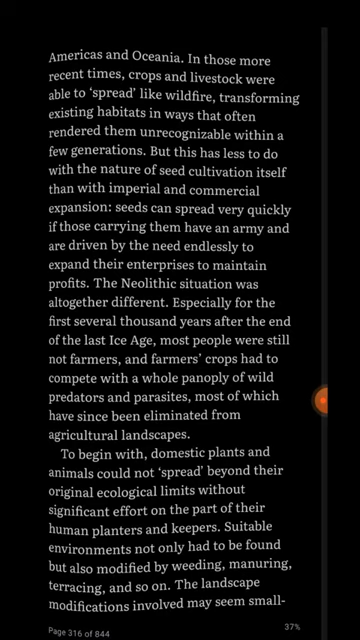 Americas and Oceania. In those more
recent times, crops and livestock were
able to ‘spread’ like wildfire, transforming
existing habitats in ways that often
rendered them unrecognizable within a
few generations. But this has less to do
with the nature of seed cultivation itself
than with imperial and commercial
expansion: seeds can spread very quickly
if those carrying them have an army and
are driven by the need endlessly to
expand their enterprises to maintain
profits. The Neolithic situation was
altogether different. Especially for the
first several thousand years after the end
of the last Ice Age, most people were still
not farmers, and farmers’ crops had to
compete with a whole panoply of wild
predators and parasites, most of which
have since been eliminated from
agricultural landscapes.
To begin with, domestic plants and
animals could not ‘spread’ beyond their
original ecological limits without
significant effort on the part of their
human planters and keepers. Suitable
environments not only had to be found
but also modified by weeding, manuring,
terracing, and so on. The landscape
modifications involved may seem small-
Page 316 of 844
37%